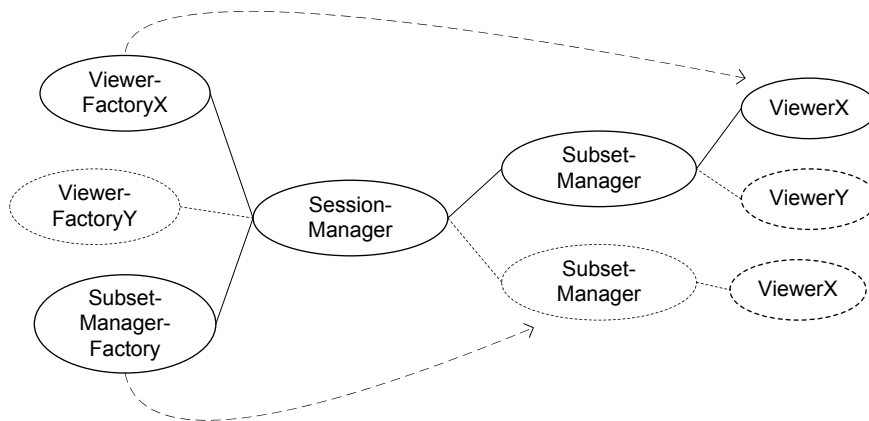 Viewer-
FactoryX
Viewer-
FactoryY
Subset-
Manager-
Factory
Session-
Manager
Subset-
Manager
Subset-
Manager
ViewerX
ViewerY
ViewerX